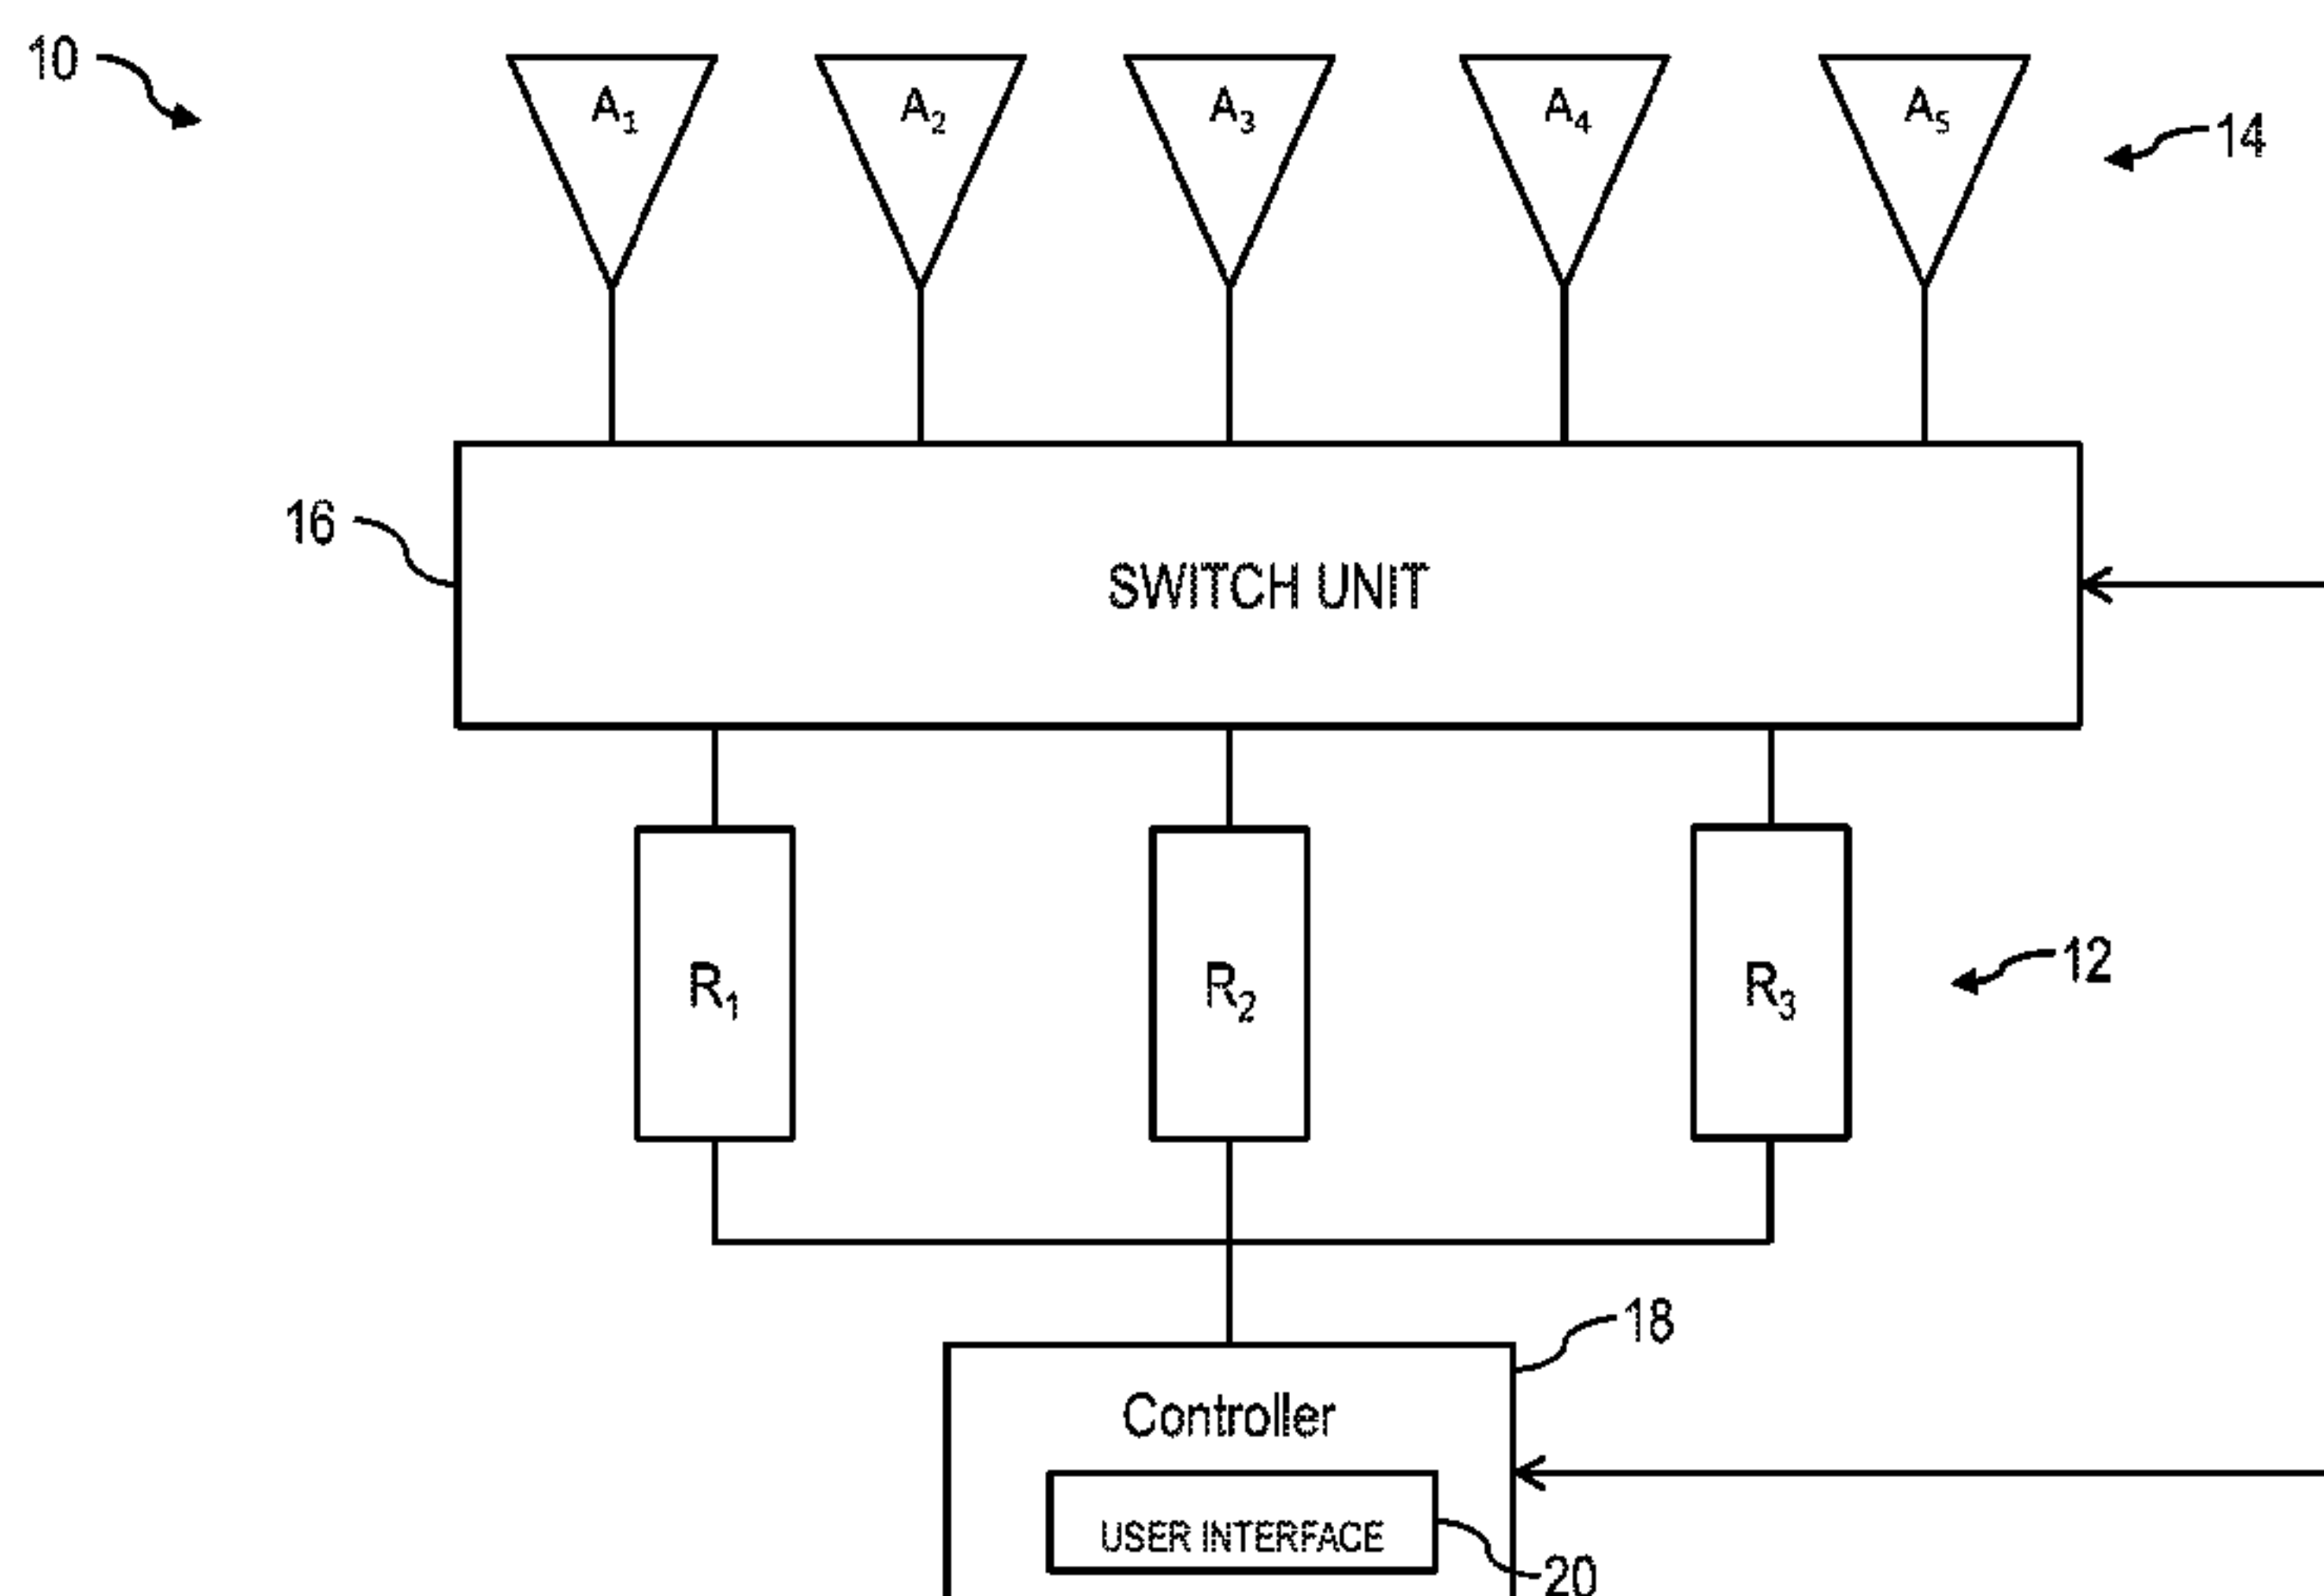 10
A₁ A₂ A₃ A₄ A₅
14
16
SWITCH UNIT
R₁ R₂ R₃
12
18
Controller
USER INTERFACE
20